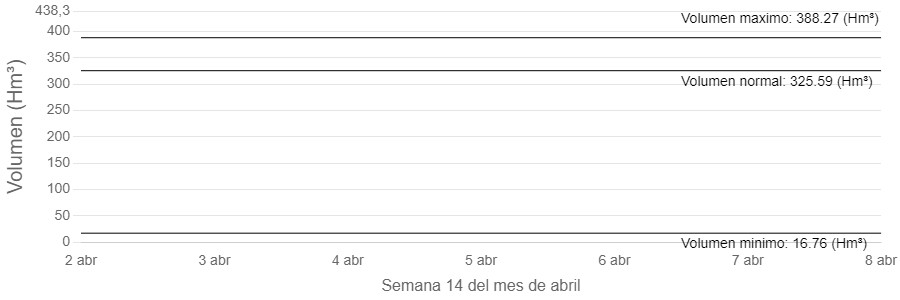 438,3
Volumen maximo: 388.27 (Hm³)
400
350
Volumen normal: 325.59 (Hm³)
300
250
200
150
100
50
0
Volumen minimo: 16.76 (Hm³)
Volumen (Hm³)
2 abr 3 abr 4 abr 5 abr 6 abr 7 abr 8 abr
Semana 14 del mes de abril